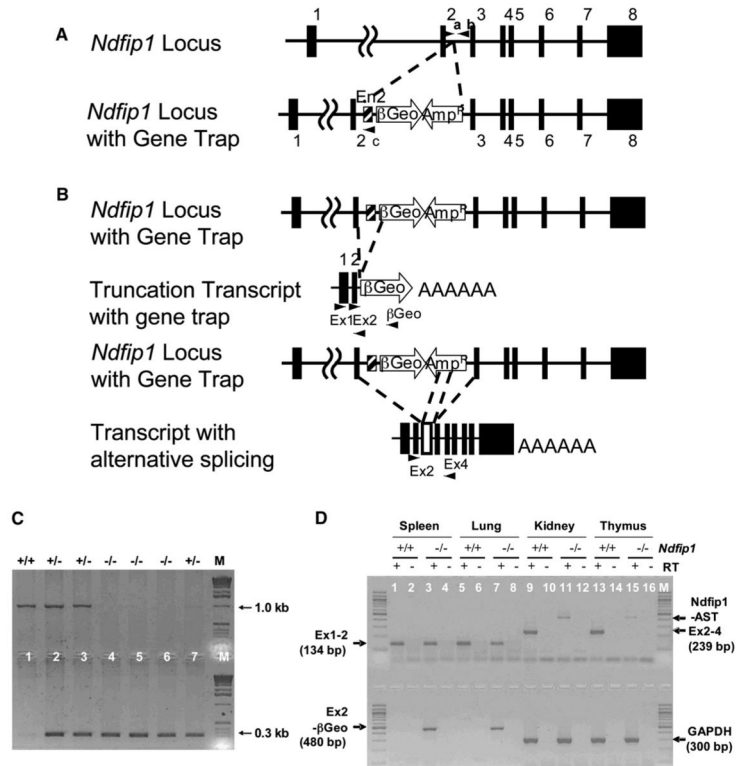 A
1 2 3 45 6 7 8
a b
Ndfip1 Locus
En2
βGeo AmpR
Ndfip1 Locus
with Gene Trap
1 2 c 3 45 6 7 8
B
Ndfip1 Locus
with Gene Trap
βGeo AmpR
1 2
Truncation Transcript
with gene trap
βGeo AAAAAA
Ex1 Ex2 βGeo
Ndfip1 Locus
with Gene Trap
βGeo AmpR
Transcript with
alternative splicing
AAAAAA
Ex2 Ex4
C
+/+ +/- +/- -/- -/- -/- +/- M
1.0 kb
1 2 3 4 5 6 7 M
0.3 kb
D
Spleen Lung Kidney Thymus
+/+ -/- +/+ -/- +/+ -/- +/+ -/- Ndfip1
+ - + - + - + - + - + - + - + - RT
1 2 3 4 5 6 7 8 9 10 11 12 13 14 15 16 M
Ndfip1
-AST
Ex1-2
(134 bp)
Ex2-4
(239 bp)
Ex2
-βGeo
(480 bp)
GAPDH
(300 bp)